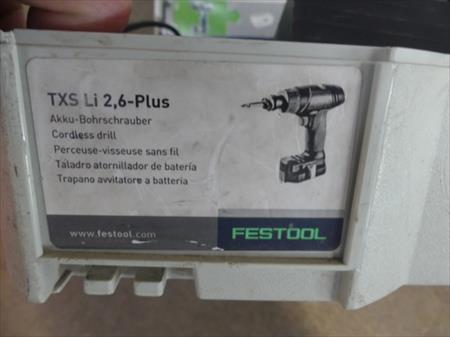 TXS Li 2,6-Plus
Akku-Bohrschrauber
Cordless drill
Perceuse-visseuse sans fil
Taladro atornillador de batería
Trapano avvitatore a batteria
www.festool.com
FESTOOL